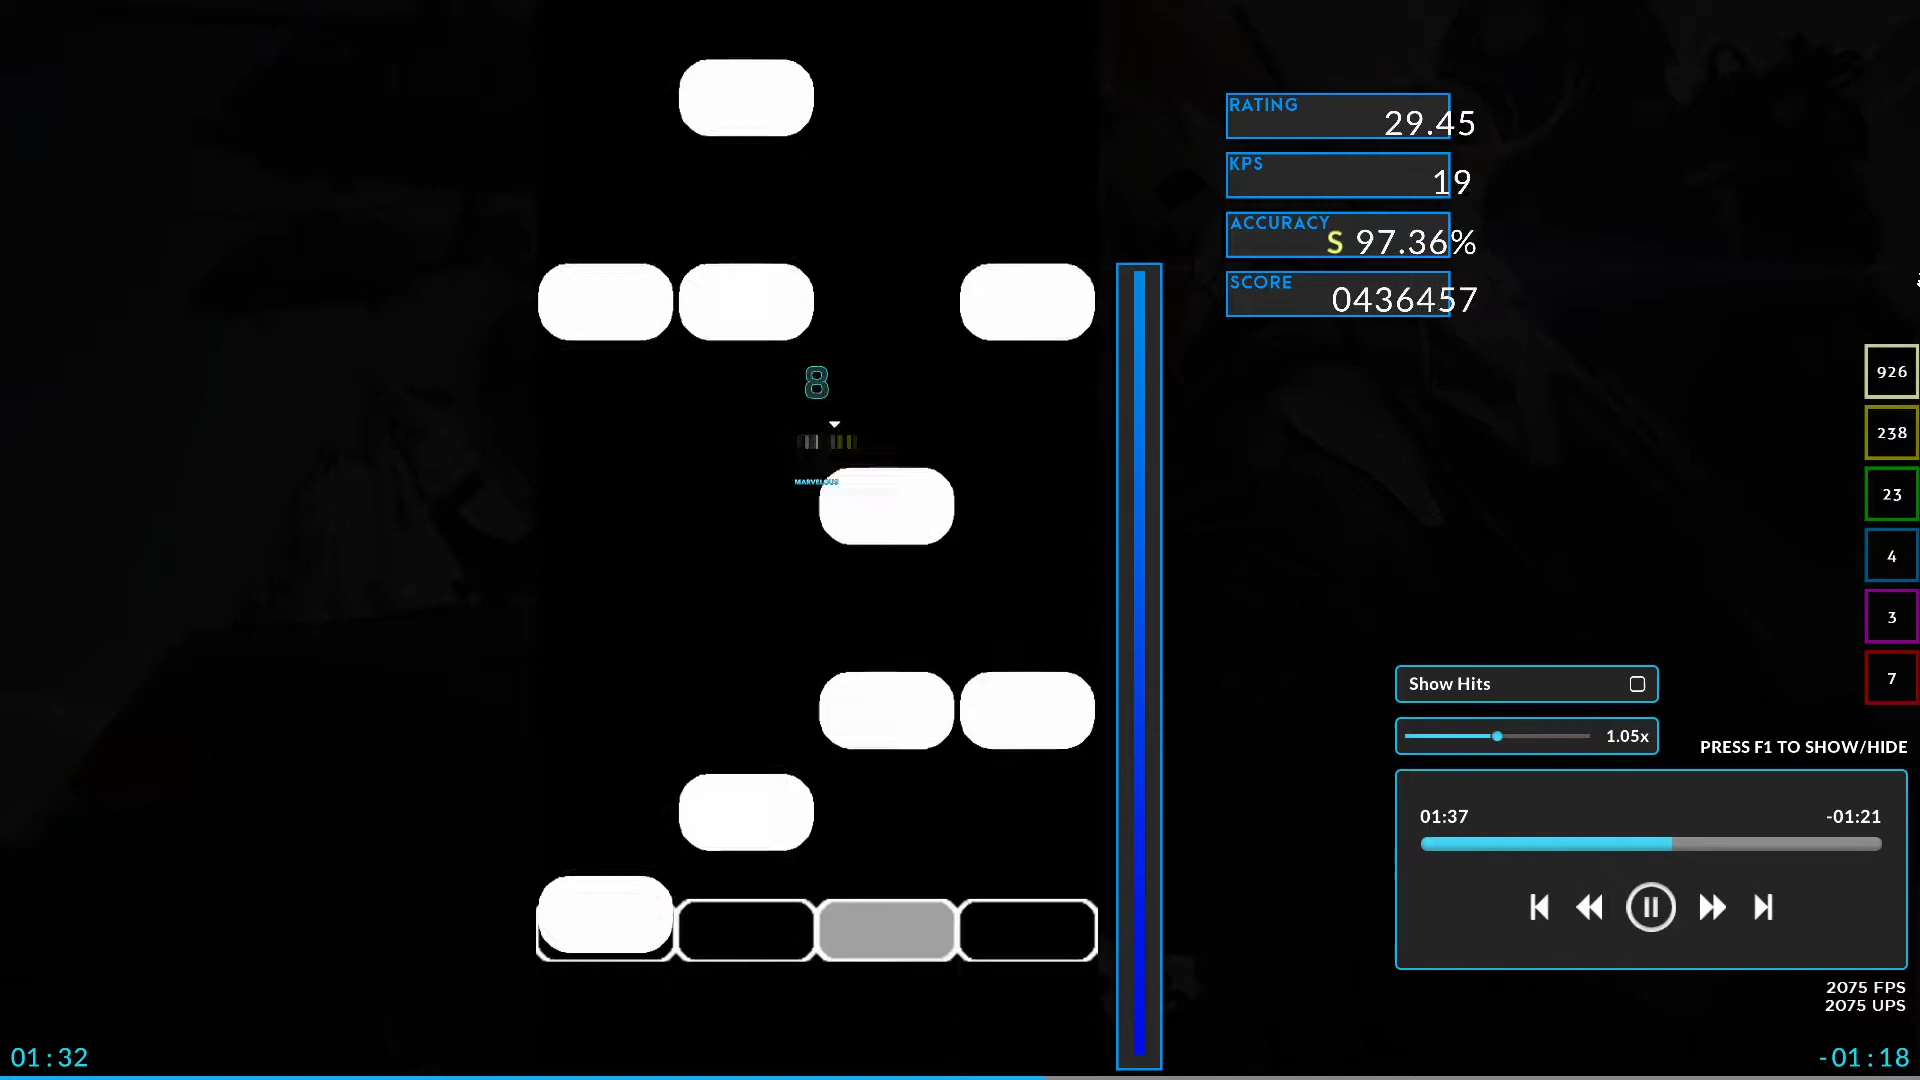 RATING
29.45
KPS
19
ACCURACY
S 97.36%
SCORE
0436457
8
MARVELOUS
926
238
23
4
3
7
Show Hits
1.05x
PRESS F1 TO SHOW/HIDE
01:37
-01:21
2075 FPS
2075 UPS
01:32
-01:18